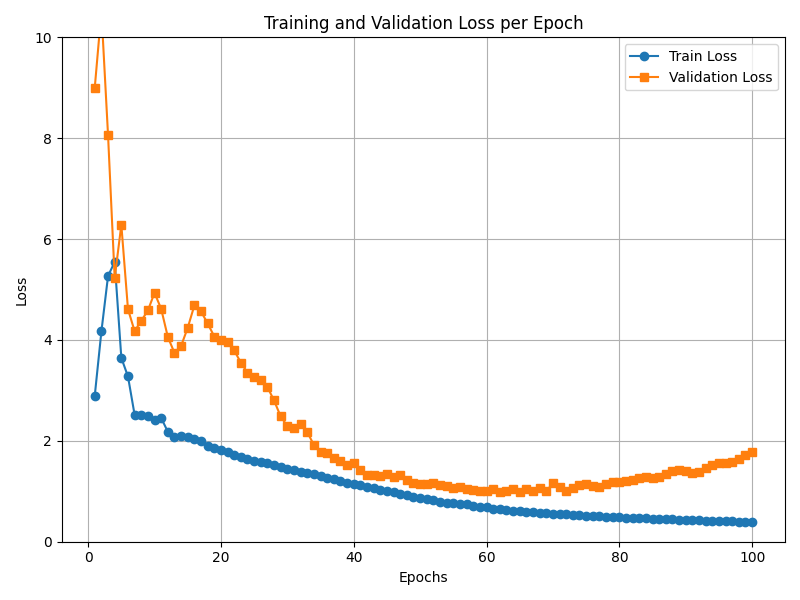 Training and Validation Loss per Epoch
Train Loss
Validation Loss
Loss
10
8
6
4
2
0
0 20 40 60 80 100
Epochs